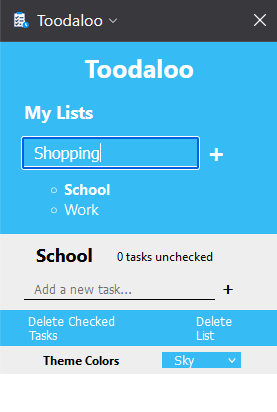 Toodaloo
Toodaloo
My Lists
Shopping +
School
Work
School 0 tasks unchecked
Add a new task... +
Delete Checked Delete
Tasks List
Theme Colors Sky